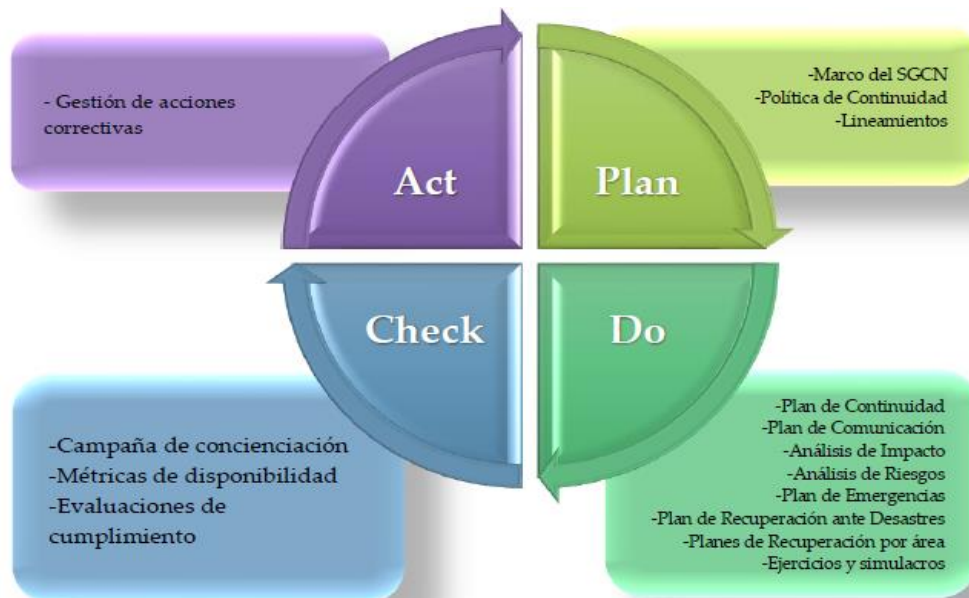 - Gestión de acciones
correctivas
Act
Plan
-Marco del SGCN
-Política de Continuidad
-Lineamientos
Check
Do
-Campaña de concienciación
-Métricas de disponibilidad
-Evaluaciones de
cumplimiento
-Plan de Continuidad
-Plan de Comunicación
-Análisis de Impacto
-Análisis de Riesgos
-Plan de Emergencias
-Plan de Recuperación ante Desastres
-Planes de Recuperación por área
-Ejercicios y simulacros